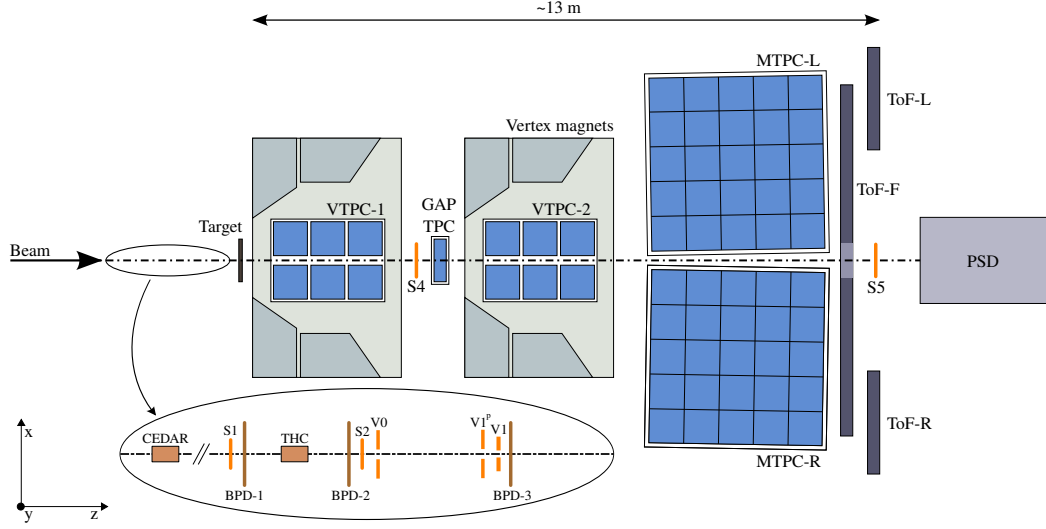 ~13 m
MTPC-L
ToF-L
Vertex magnets
ToF-F
VTPC-1
GAP
TPC
VTPC-2
Target
Beam
PSD
S4
S5
x
CEDAR
S1
THC
S2
V0
V1p
V1
ToF-R
MTPC-R
BPD-1
BPD-2
BPD-3
y
z